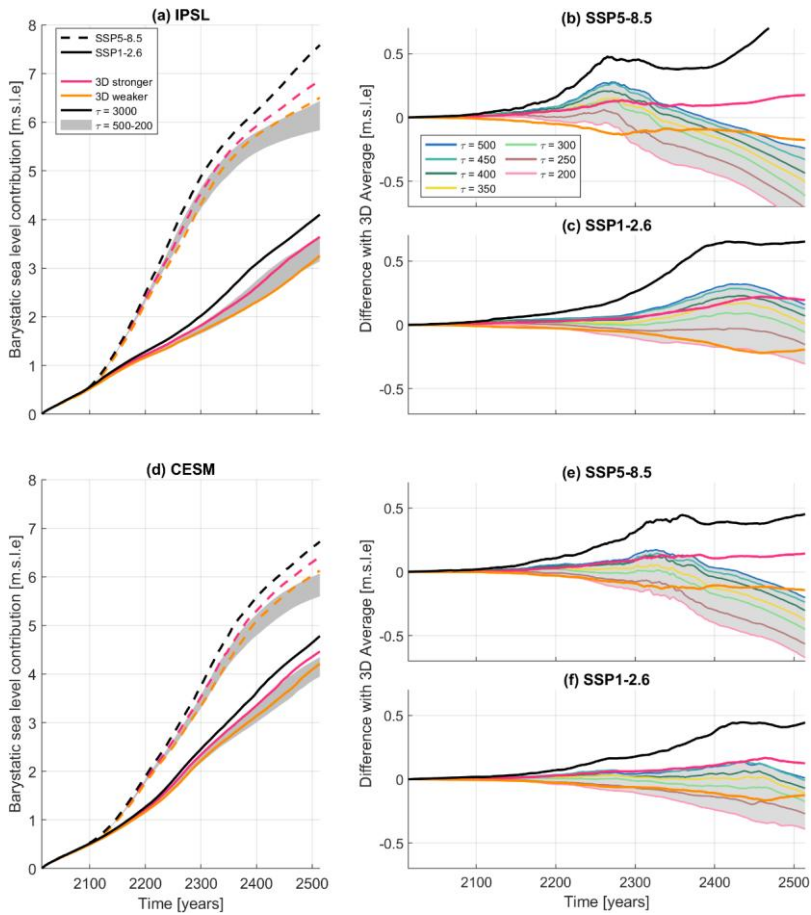 (a) IPSL
Barystatic sea level contribution [m.s.l.e]
8
7
6
5
4
3
2
1
0
SSP5-8.5
SSP1-2.6
3D stronger
3D weaker
τ = 3000
τ = 500-200
2100
2200
2300
2400
2500
(b) SSP5-8.5
Difference with 3D Average [m.s.l.e]
0.5
0
-0.5
τ = 500
τ = 450
τ = 400
τ = 350
τ = 300
τ = 250
τ = 200
(c) SSP1-2.6
0.5
0
-0.5
(d) CESM
Barystatic sea level contribution [m.s.l.e]
8
7
6
5
4
3
2
1
0
2100
2200
2300
2400
2500
Time [years]
(e) SSP5-8.5
Difference with 3D Average [m.s.l.e]
0.5
0
-0.5
(f) SSP1-2.6
0.5
0
-0.5
2100
2200
2300
2400
2500
Time [years]